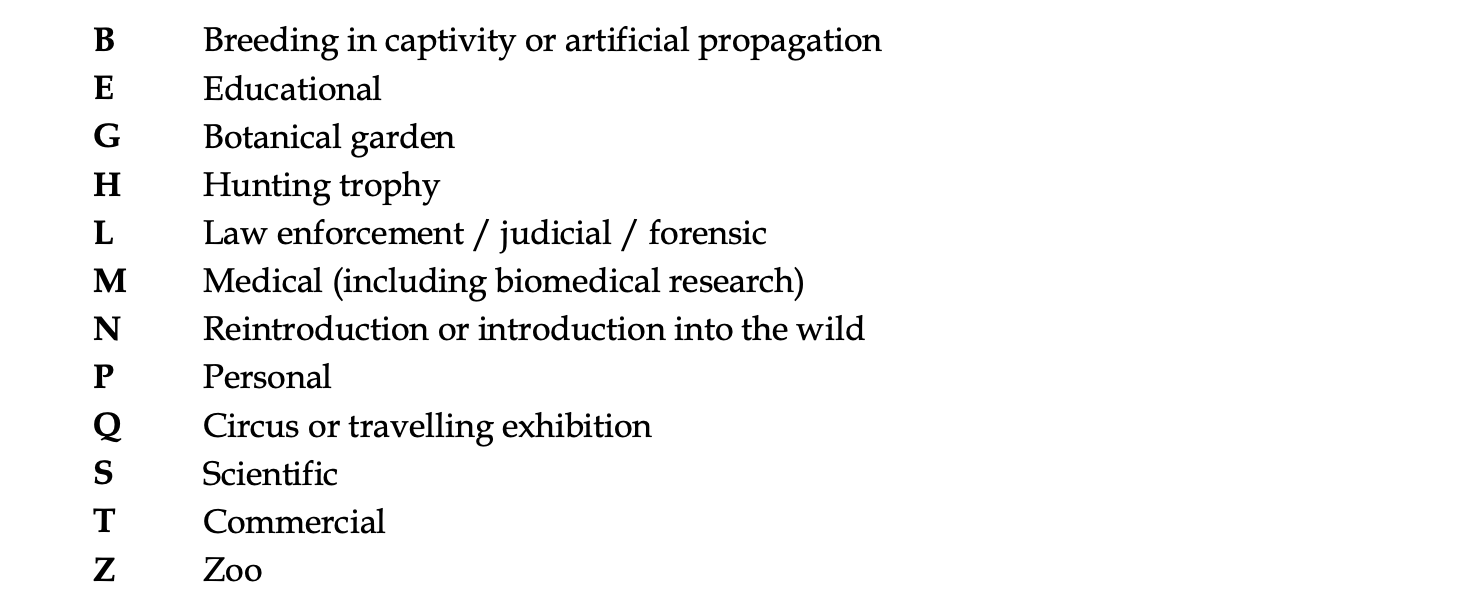 B Breeding in captivity or artificial propagation
E Educational
G Botanical garden
H Hunting trophy
L Law enforcement / judicial / forensic
M Medical (including biomedical research)
N Reintroduction or introduction into the wild
P Personal
Q Circus or travelling exhibition
S Scientific
T Commercial
Z Zoo